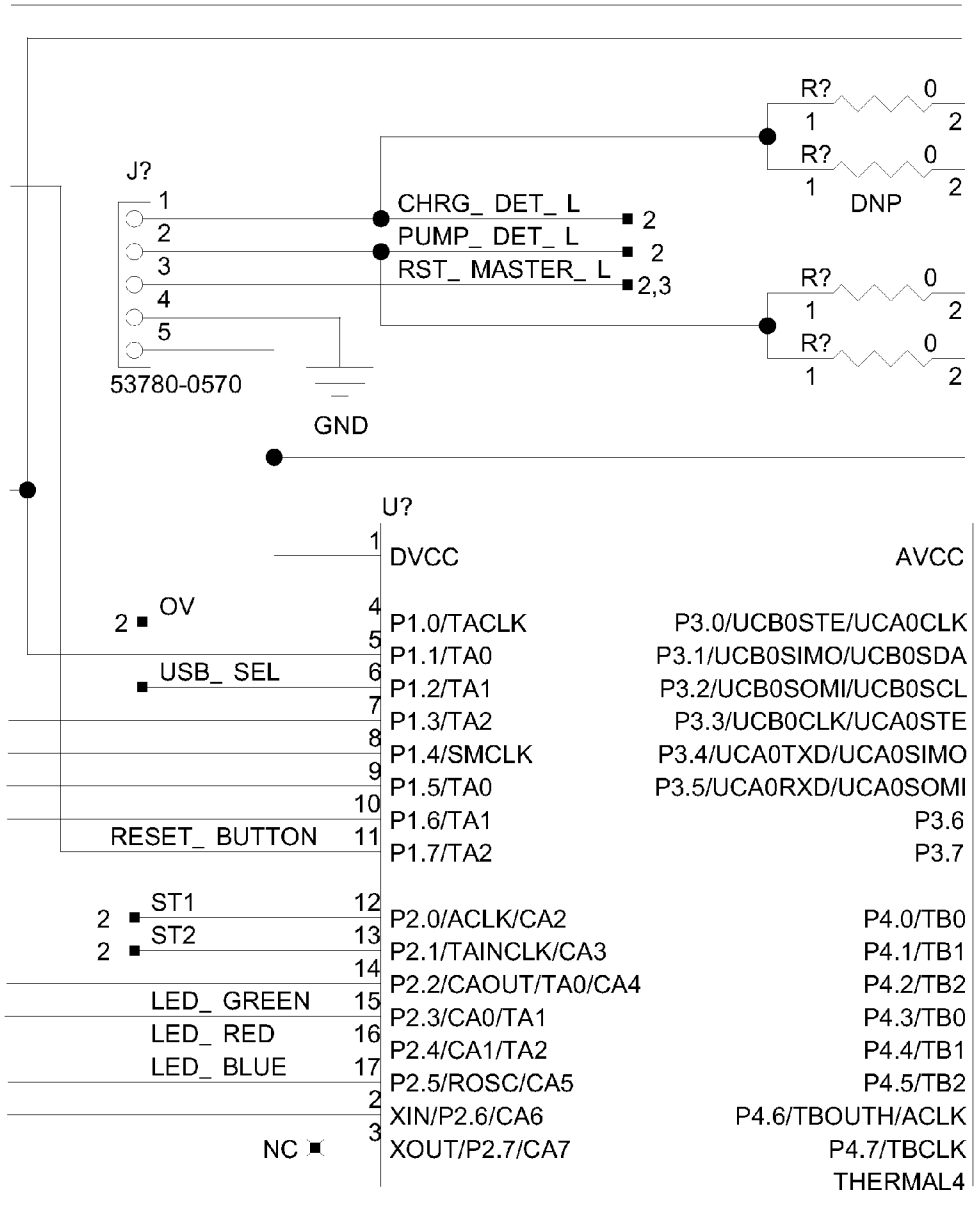 R? 0
1 2
R? 0
1 2
DNP
J?
1
CHRG_ DET_ L 2
2
PUMP_ DET_ L 2
3
RST_ MASTER_ L 2,3
4
5
53780-0570
GND
R? 0
1 2
R? 0
1 2
U?
1 DVCC AVCC
2 OV 4 P1.0/TACLK P3.0/UCB0STE/UCA0CLK
5 P1.1/TA0 P3.1/UCB0SIMO/UCB0SDA
USB_ SEL 6 P1.2/TA1 P3.2/UCB0SOMI/UCB0SCL
7 P1.3/TA2 P3.3/UCB0CLK/UCA0STE
8 P1.4/SMCLK P3.4/UCA0TXD/UCA0SIMO
9 P1.5/TA0 P3.5/UCA0RXD/UCA0SOMI
10 P1.6/TA1 P3.6
RESET_ BUTTON 11 P1.7/TA2 P3.7
2 ST1 12 P2.0/ACLK/CA2 P4.0/TB0
2 ST2 13 P2.1/TAINCLK/CA3 P4.1/TB1
14 P2.2/CAOUT/TA0/CA4 P4.2/TB2
LED_ GREEN 15 P2.3/CA0/TA1 P4.3/TB0
LED_ RED 16 P2.4/CA1/TA2 P4.4/TB1
LED_ BLUE 17 P2.5/ROSC/CA5 P4.5/TB2
2 XIN/P2.6/CA6 P4.6/TBOUTH/ACLK
NC 3 XOUT/P2.7/CA7 P4.7/TBCLK
THERMAL4